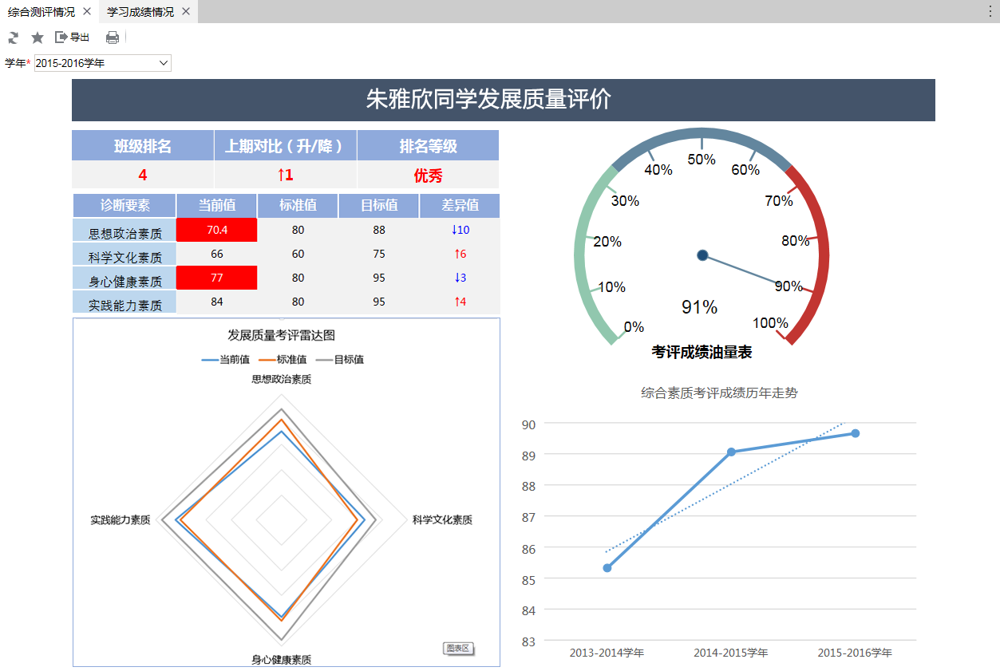 综合测评情况 × 学习成绩情况 ×
导出
学年* 2015-2016学年
朱雅欣同学发展质量评价
班级排名 上期对比（升/降） 排名等级
4 ↑1 优秀
诊断要素 当前值 标准值 目标值 差异值
思想政治素质 70.4 80 88 ↓10
科学文化素质 66 60 75 ↑6
身心健康素质 77 80 95 ↓3
实践能力素质 84 80 95 ↑4
发展质量考评雷达图
当前值 标准值 目标值
思想政治素质
实践能力素质 科学文化素质
身心健康素质
图表区
0%
10%
20%
30%
40%
50%
60%
70%
80%
90%
100%
91%
考评成绩油量表
综合素质考评成绩历年走势
90
89
88
87
86
85
84
83
2013-2014学年 2014-2015学年 2015-2016学年